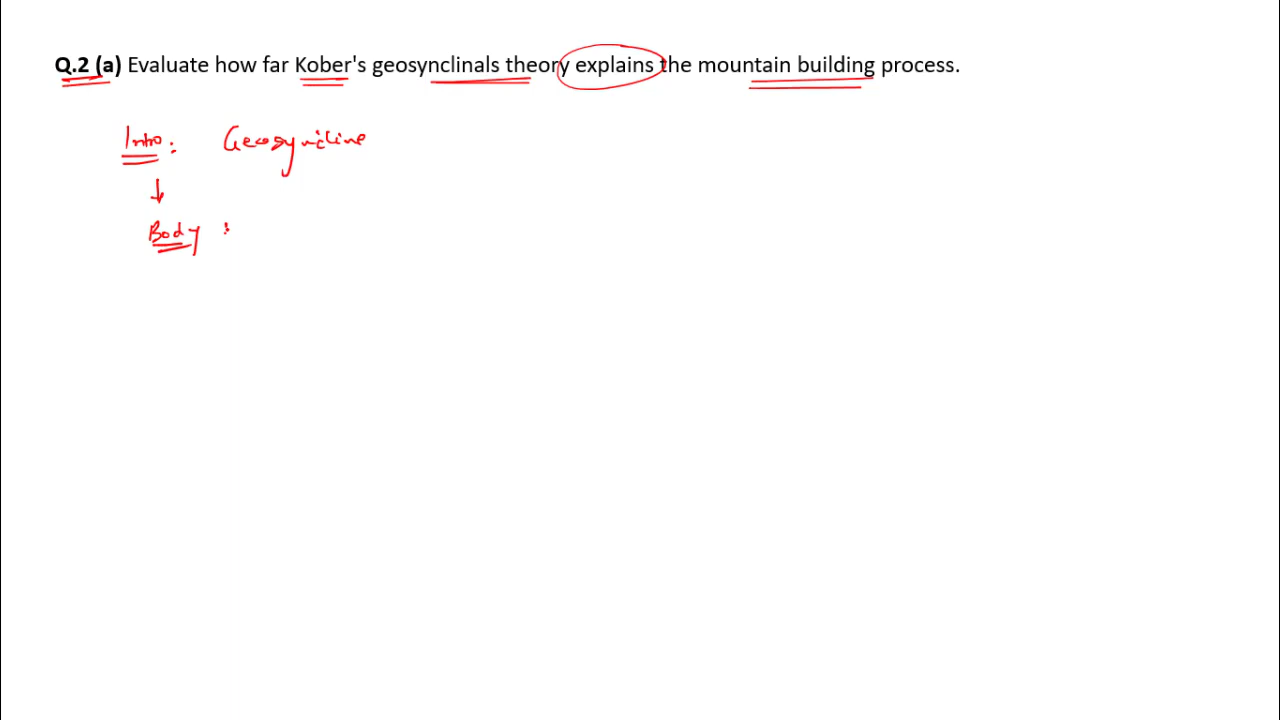 Q.2 (a) Evaluate how far Kober's geosynclinals theory explains the mountain building process.
Intro: Geosyncline
↓
Body :